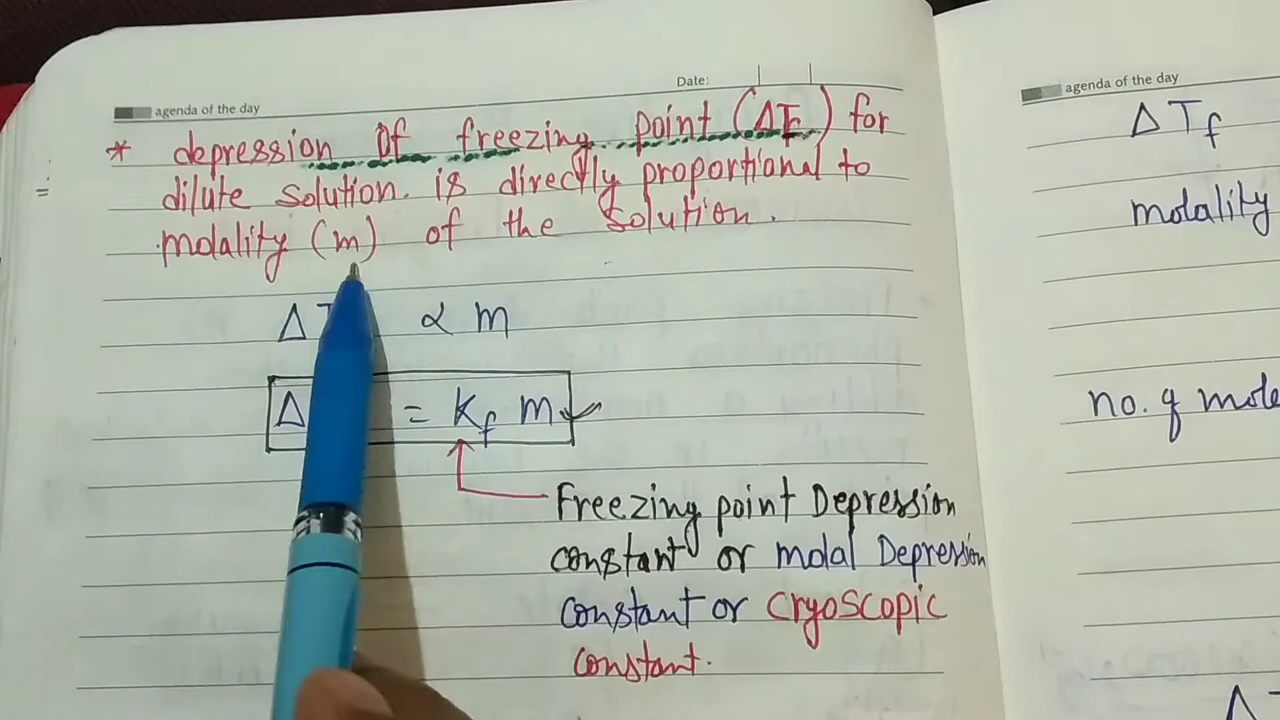 Date:
agenda of the day
* depression of freezing point (ΔTf) for
dilute solution. is directly proportional to
molality (m) of the solution.
Δ T ∝ m
Δ = Kf m
Freezing point Depression
constant or molal Depression
constant or Cryoscopic
constant.
agenda of the day
Δ Tf
molality
no. of mole
Δ